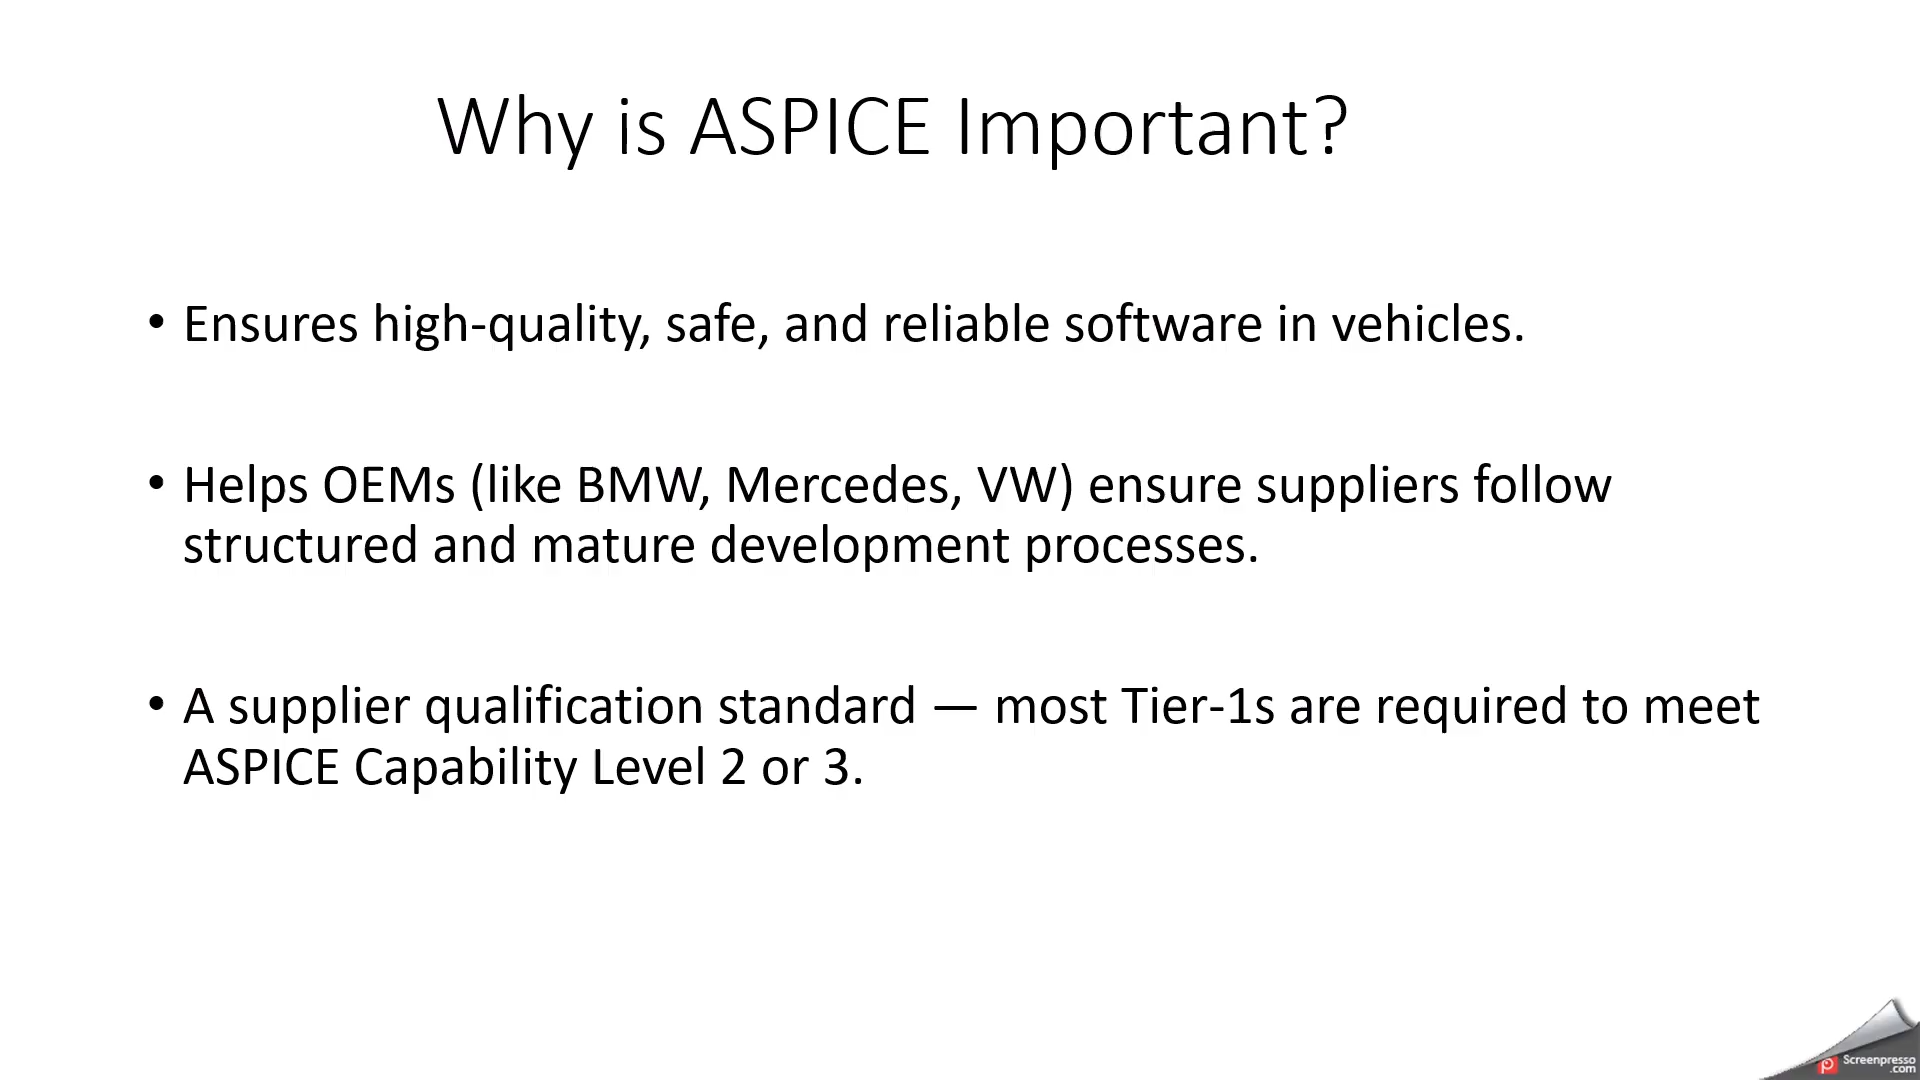 Why is ASPICE Important?
• Ensures high-quality, safe, and reliable software in vehicles.
• Helps OEMs (like BMW, Mercedes, VW) ensure suppliers follow
structured and mature development processes.
• A supplier qualification standard — most Tier-1s are required to meet
ASPICE Capability Level 2 or 3.
Screenpresso
.com